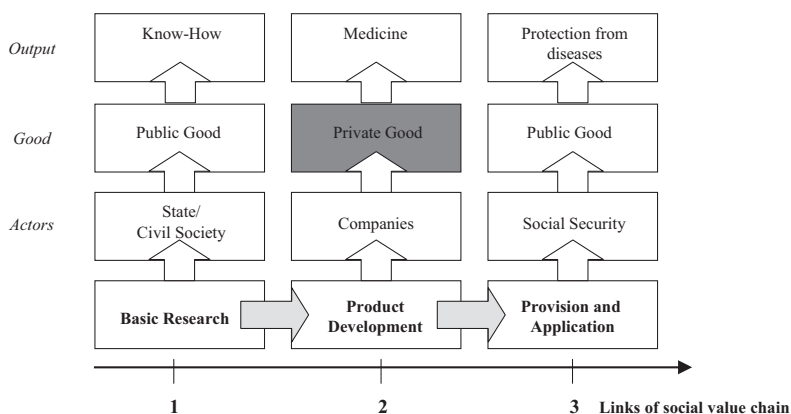 Output
Know-How
Medicine
Protection from
diseases
Good
Public Good
Private Good
Public Good
Actors
State/
Civil Society
Companies
Social Security
Basic Research
Product
Development
Provision and
Application
1
2
3
Links of social value chain